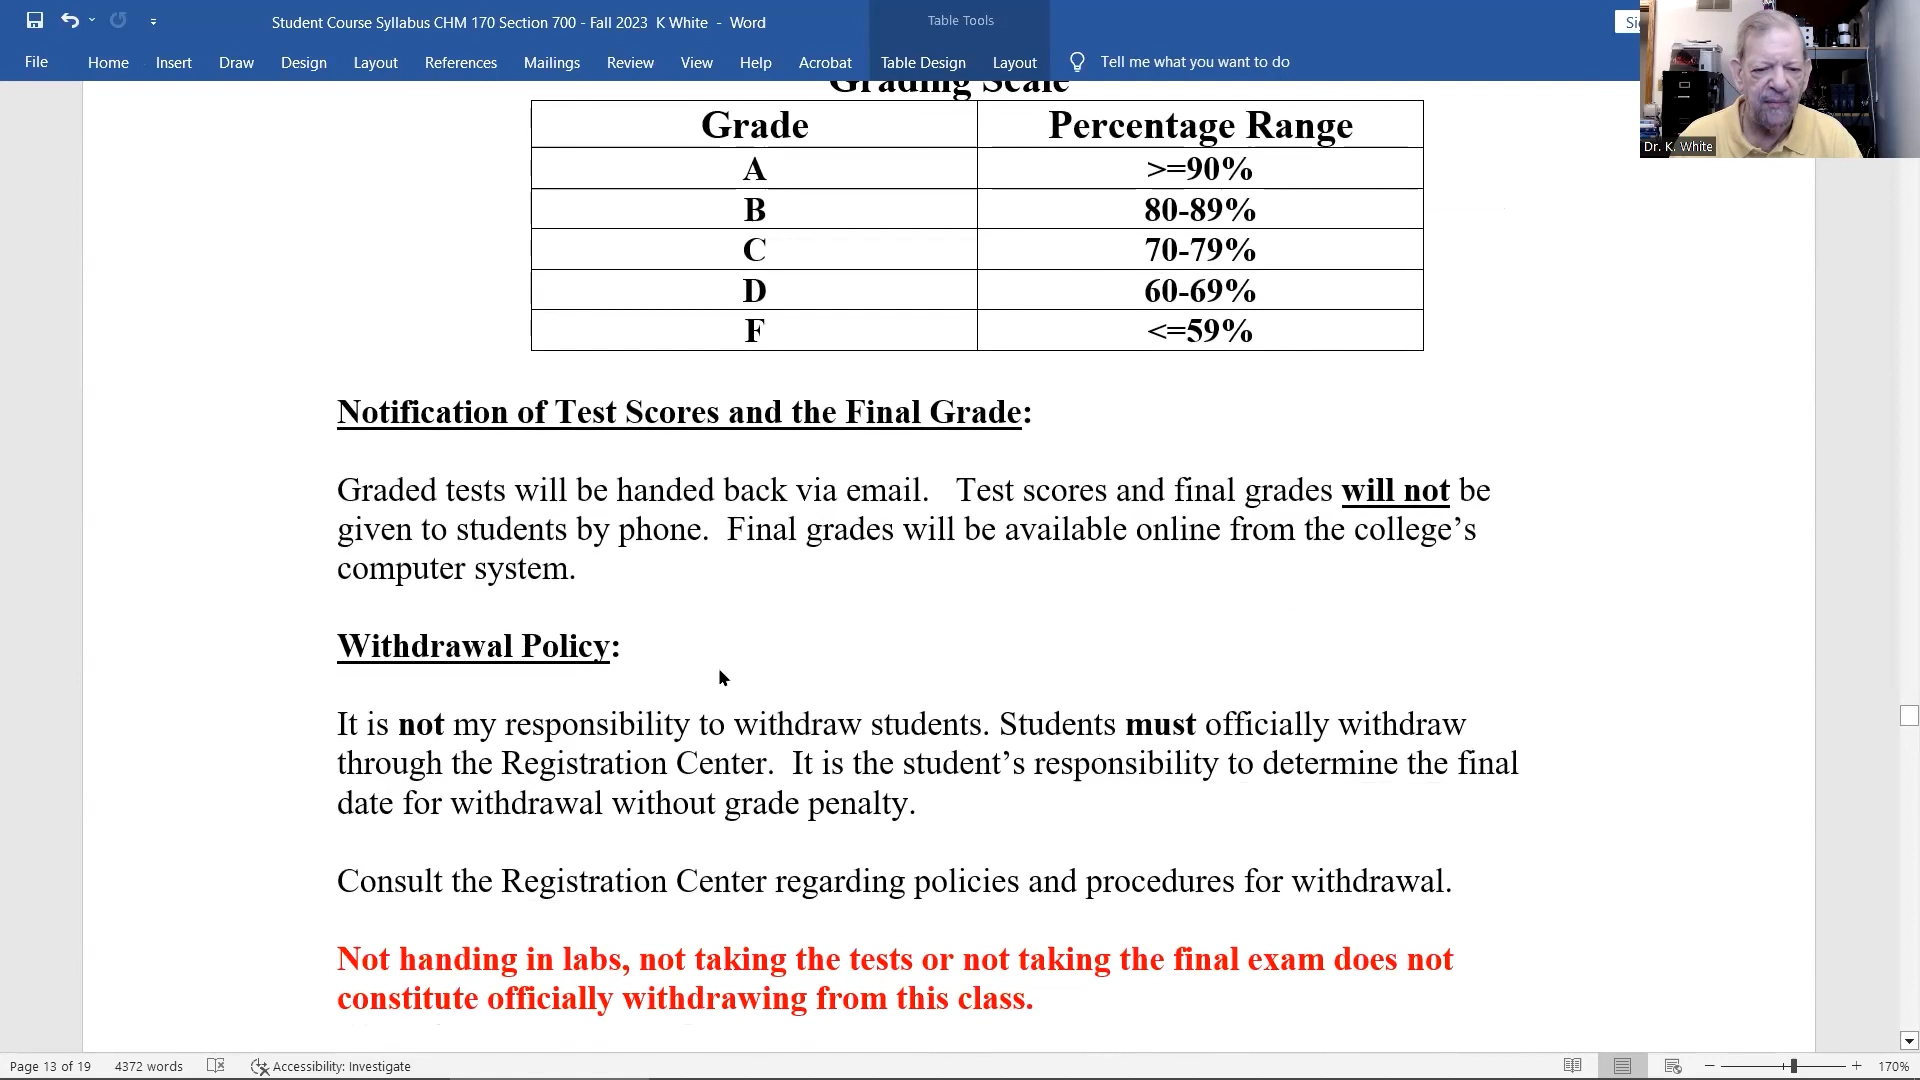 Student Course Syllabus CHM 170 Section 700 - Fall 2023  K White  -  Word
Table Tools
File Home Insert Draw Design Layout References Mailings Review View Help Acrobat Table Design Layout Tell me what you want to do
Dr. K. White
Grading Scale
Grade Percentage Range
A >=90%
B 80-89%
C 70-79%
D 60-69%
F <=59%
Notification of Test Scores and the Final Grade:
Graded tests will be handed back via email.   Test scores and final grades will not be
given to students by phone.  Final grades will be available online from the college’s
computer system.
Withdrawal Policy:
It is not my responsibility to withdraw students. Students must officially withdraw
through the Registration Center.  It is the student’s responsibility to determine the final
date for withdrawal without grade penalty.
Consult the Registration Center regarding policies and procedures for withdrawal.
Not handing in labs, not taking the tests or not taking the final exam does not
constitute officially withdrawing from this class.
Page 13 of 19 4372 words Accessibility: Investigate 170%